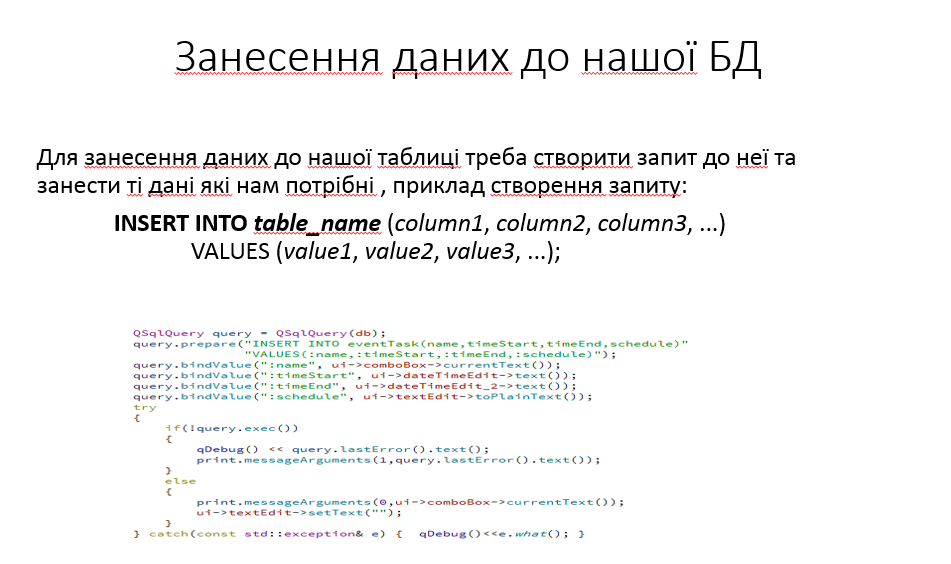 Занесення даних до нашої БД
Для занесення даних до нашої таблиці треба створити запит до неї та
занести ті дані які нам потрібні , приклад створення запиту:
INSERT INTO table_name (column1, column2, column3, ...)
VALUES (value1, value2, value3, ...);
QSqlQuery query = QSqlQuery(db);
query.prepare("INSERT INTO eventTask(name,timeStart,timeEnd,schedule)"
"VALUES(:name,:timeStart,:timeEnd,:schedule)");
query.bindValue(":name", ui->comboBox->currentText());
query.bindValue(":timeStart", ui->dateTimeEdit->text());
query.bindValue(":timeEnd", ui->dateTimeEdit_2->text());
query.bindValue(":schedule", ui->textEdit->toPlainText());
try
{
if(!query.exec())
{
qDebug() << query.lastError().text();
print.messageArguments(1,query.lastError().text());
}
else
{
print.messageArguments(0,ui->comboBox->currentText());
ui->textEdit->setText("");
}
} catch(const std::exception& e) { qDebug()<<e.what(); }